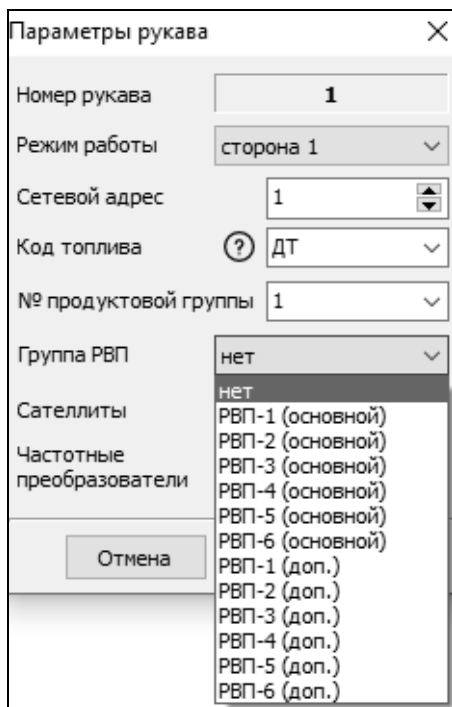 Параметры рукава
Номер рукава 1
Режим работы сторона 1
Сетевой адрес 1
Код топлива ? ДТ
№ продуктовой группы 1
Группа РВП нет
нет
Сателлиты РВП-1 (основной)
РВП-2 (основной)
Частотные преобразователи РВП-3 (основной)
РВП-4 (основной)
РВП-5 (основной)
РВП-6 (основной)
Отмена РВП-1 (доп.)
РВП-2 (доп.)
РВП-3 (доп.)
РВП-4 (доп.)
РВП-5 (доп.)
РВП-6 (доп.)